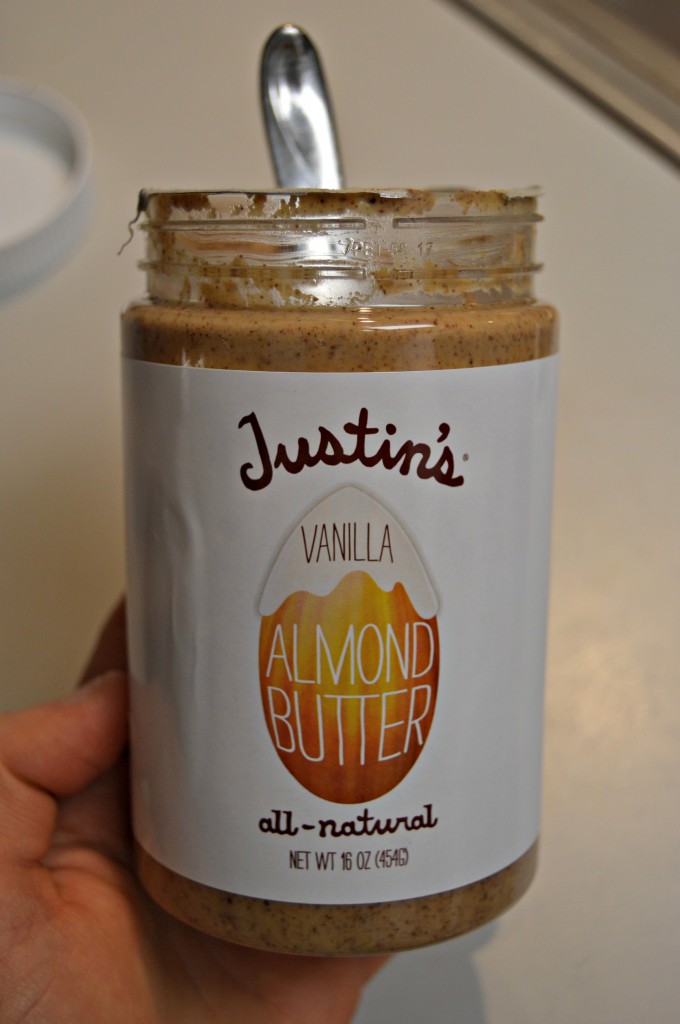 Justin's
VANILLA
ALMOND
BUTTER
all-natural
NET WT 16 OZ (454G)